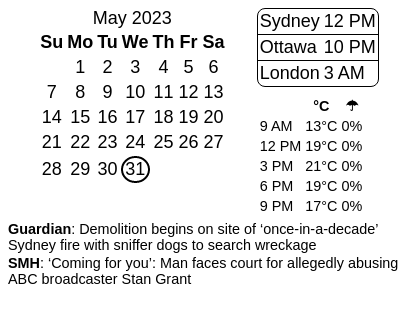 May 2023
Su Mo Tu We Th Fr Sa
1 2 3 4 5 6
7 8 9 10 11 12 13
14 15 16 17 18 19 20
21 22 23 24 25 26 27
28 29 30 31
Sydney 12 PM
Ottawa 10 PM
London 3 AM
°C ☂
9 AM 13°C 0%
12 PM 19°C 0%
3 PM 21°C 0%
6 PM 19°C 0%
9 PM 17°C 0%
Guardian: Demolition begins on site of ‘once-in-a-decade’
Sydney fire with sniffer dogs to search wreckage
SMH: ‘Coming for you’: Man faces court for allegedly abusing
ABC broadcaster Stan Grant